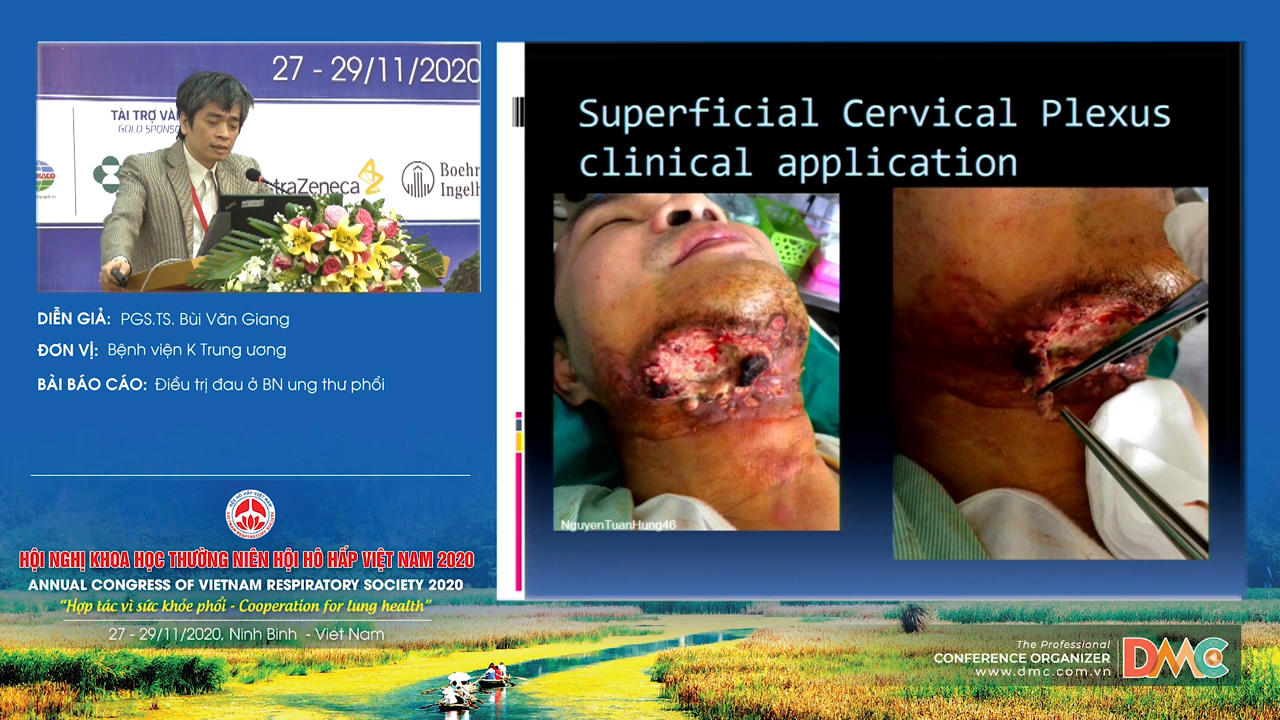 27 - 29/11/2020
TÀI TRỢ
GOLD SPONSO
traZeneca
Boehr
Ingelh
DIỄN GIẢ: PGS.TS. Bùi Văn Giang
ĐƠN VỊ: Bệnh viện K Trung ương
BÀI BÁO CÁO: Điều trị đau ở BN ung thư phổi
HỘI NGHỊ KHOA HỌC THƯỜNG NIÊN HỘI HÔ HẤP VIỆT NAM 2020
ANNUAL CONGRESS OF VIETNAM RESPIRATORY SOCIETY 2020
"Hợp tác vì sức khỏe phổi - Cooperation for lung health"
27 - 29/11/2020, Ninh Binh - Viet Nam
Superficial Cervical Plexus
clinical application
NguyenTuanHung46
The Professional
CONFERENCE ORGANIZER
www.dmc.com.vn
DMC